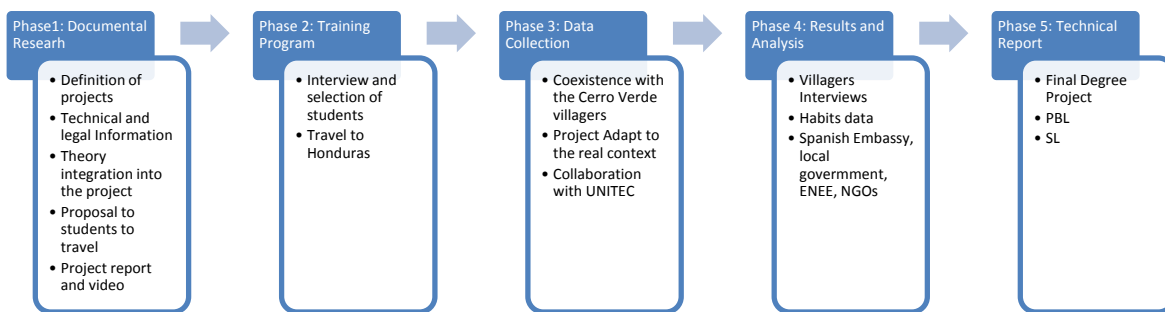 Phase1: Documental
Researh
• Definition of
projects
• Technical and
legal Information
• Theory
integration into
the project
• Proposal to
students to
travel
• Project report
and video
Phase 2: Training
Program
• Interview and
selection of
students
• Travel to
Honduras
Phase 3: Data
Collection
• Coexistence with
the Cerro Verde
villagers
• Project Adapt to
the real context
• Collaboration
with UNITEC
Phase 4: Results and
Analysis
• Villagers
Interviews
• Habits data
• Spanish Embassy,
local
govermment,
ENEE, NGOs
Phase 5: Technical
Report
• Final Degree
Project
• PBL
• SL